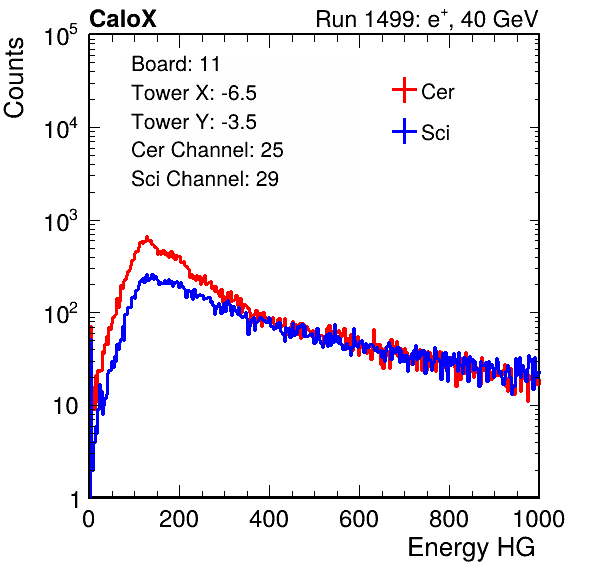 CaloX Run 1499: e⁺, 40 GeV
Counts
10⁵
10⁴
10³
10²
10
1
Board: 11
Tower X: -6.5
Tower Y: -3.5
Cer Channel: 25
Sci Channel: 29
Cer
Sci
0 200 400 600 800 1000
Energy HG